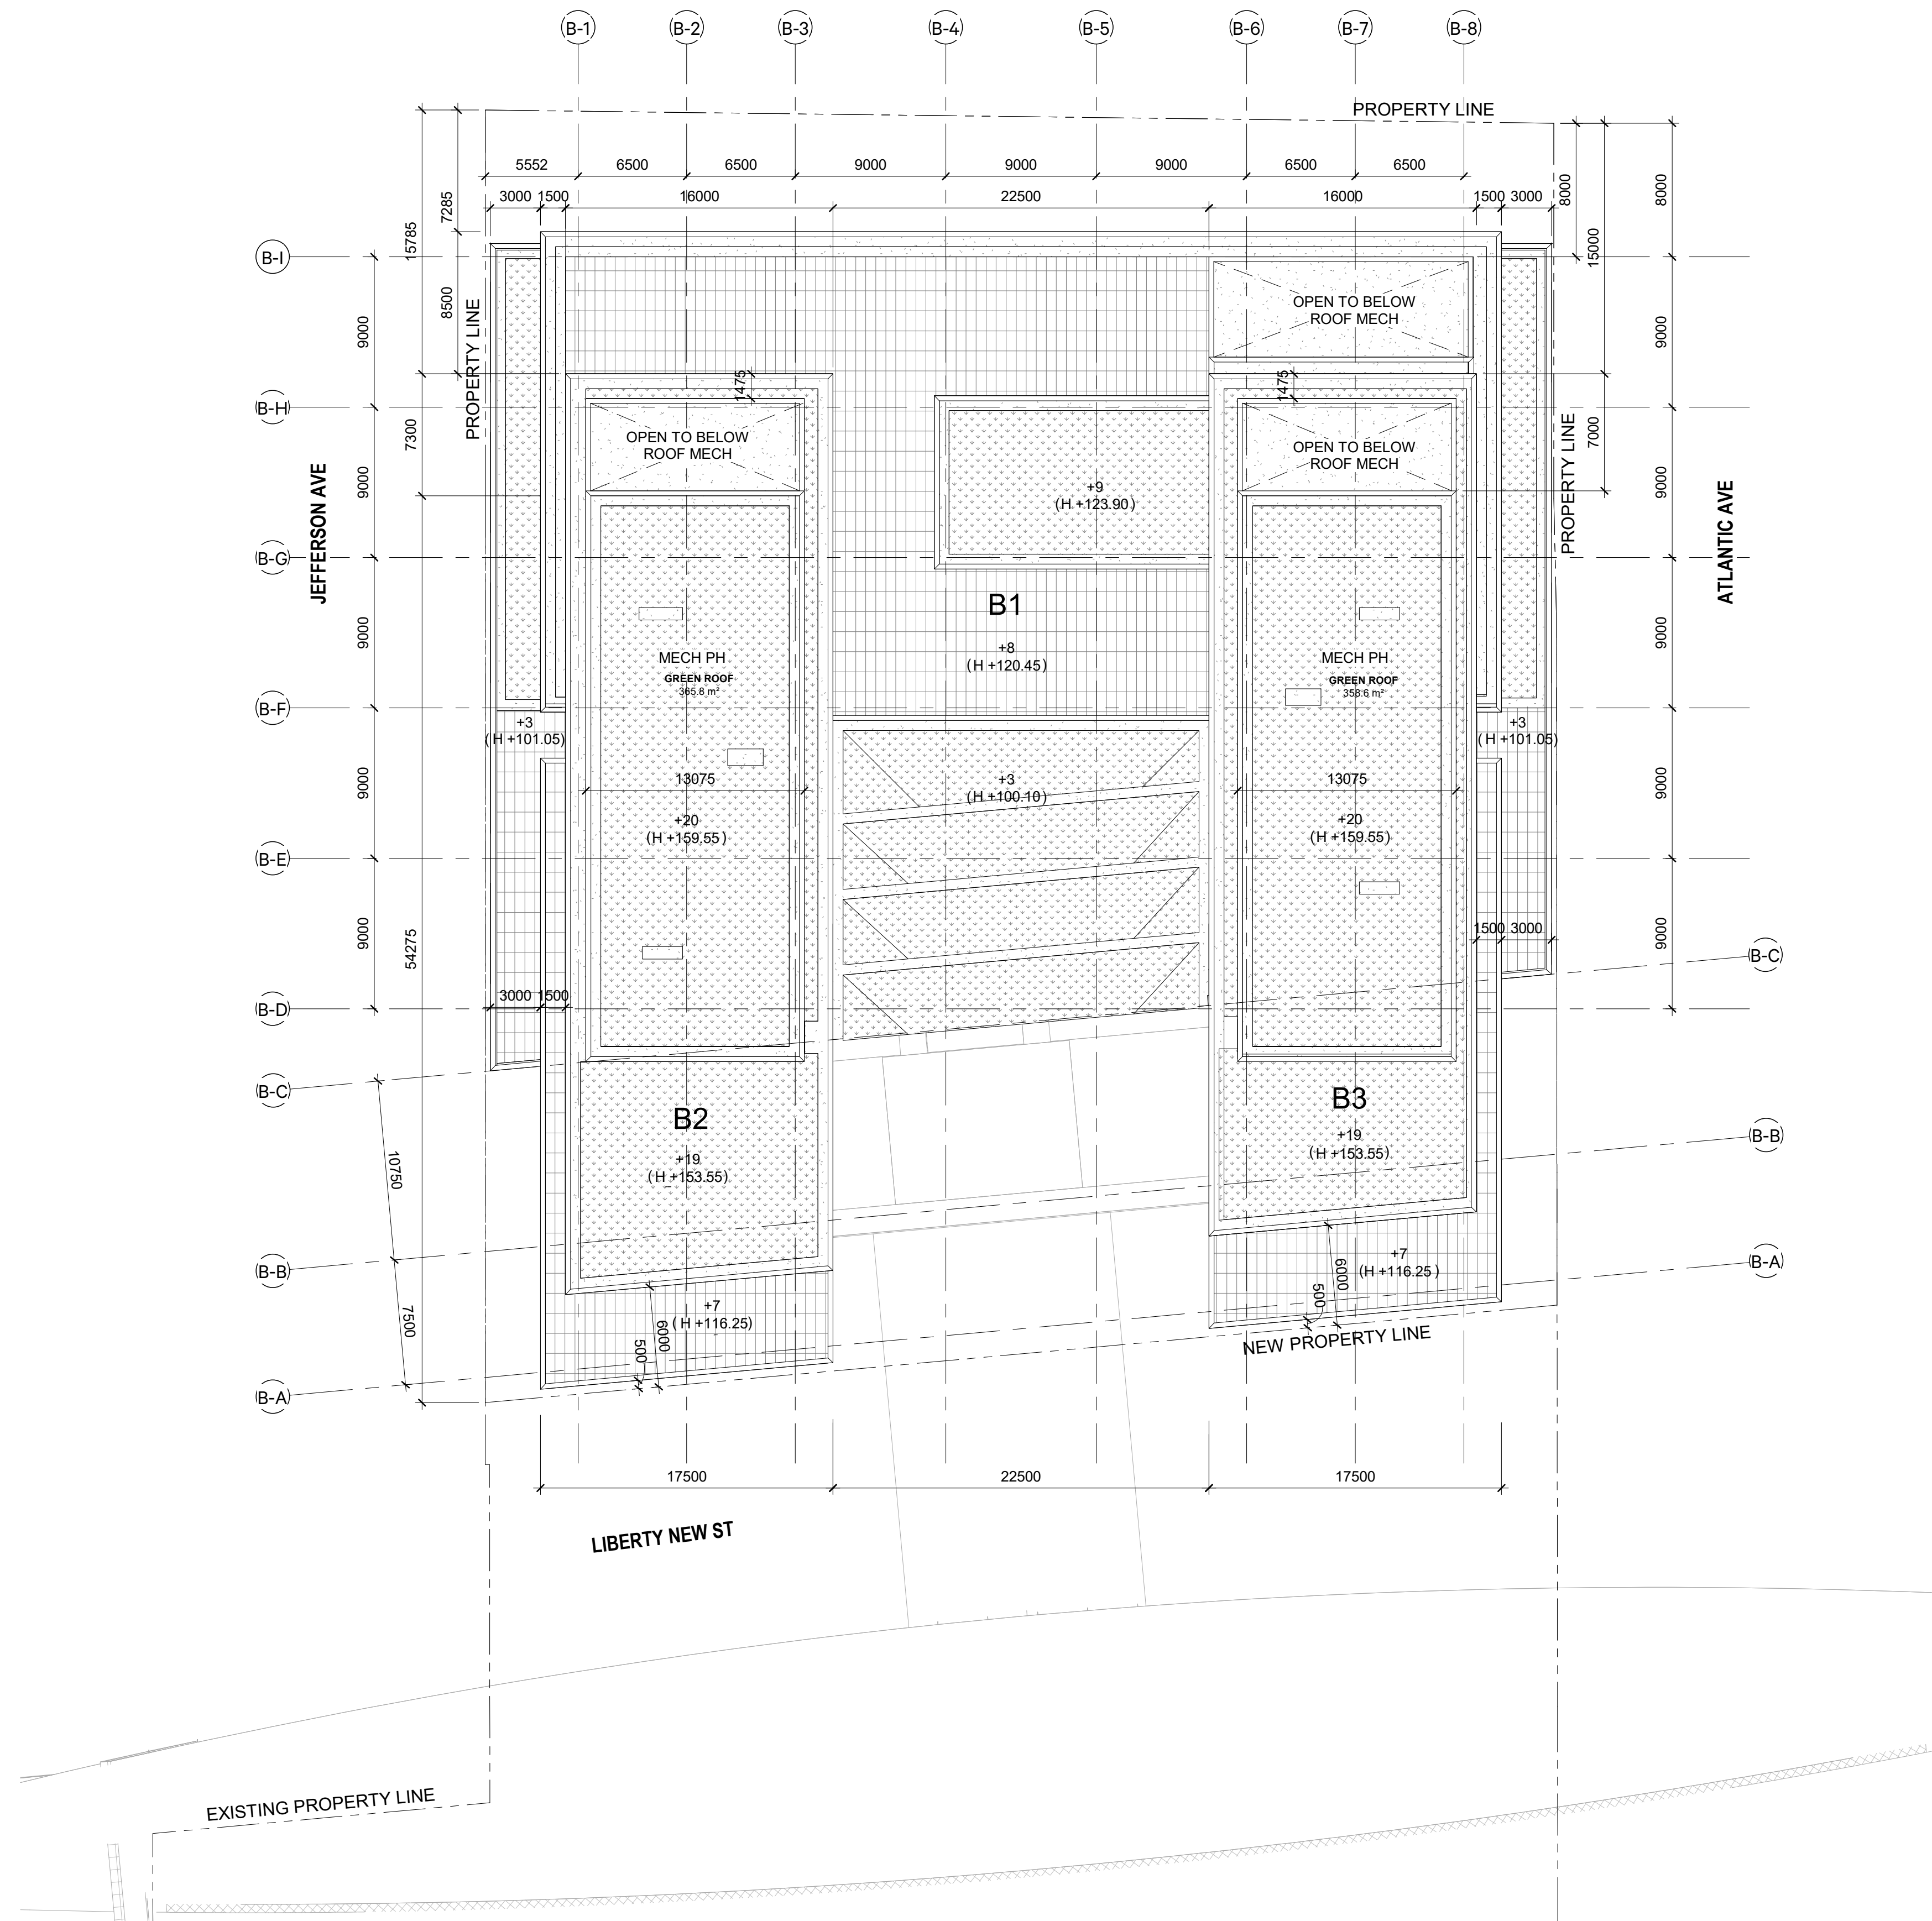 B-1 B-2 B-3 B-4 B-5 B-6 B-7 B-8
PROPERTY LINE
5552 6500 6500 9000 9000 9000 6500 6500
3000 1500 16000 22500 16000 1500 3000
7285
15785
8500
7300
54275
8000
8000
15000
7000
B-I
B-H
B-G
B-F
B-E
B-D
B-C
B-B
B-A
9000
9000
9000
9000
9000
10750
7500
JEFFERSON AVE
PROPERTY LINE
OPEN TO BELOW
ROOF MECH
1475
1475
OPEN TO BELOW
ROOF MECH
OPEN TO BELOW
ROOF MECH
+9
(H +123.90)
B1
+8
(H +120.45)
MECH PH
GREEN ROOF
365.8 m²
MECH PH
GREEN ROOF
358.6 m²
+3
(H +101.05)
+3
(H +101.05)
13075
+3
(H +100.10)
13075
+20
(H +159.55)
+20
(H +159.55)
1500 3000
3000 1500
B2
+19
(H +153.55)
B3
+19
(H +153.55)
+7
(H +116.25)
6000
500
+7
(H +116.25)
6000
500
PROPERTY LINE
ATLANTIC AVE
9000
9000
9000
9000
9000
B-C
B-B
B-A
NEW PROPERTY LINE
17500 22500 17500
LIBERTY NEW ST
EXISTING PROPERTY LINE